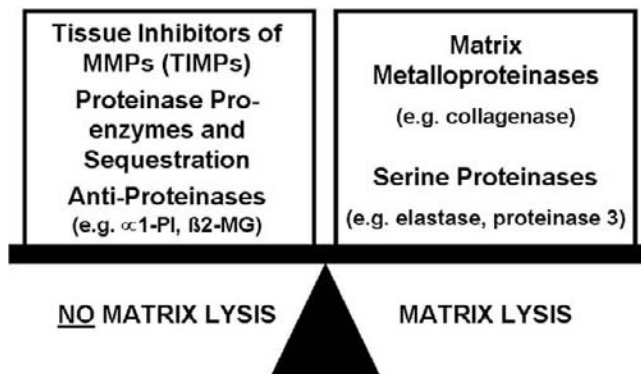 Tissue Inhibitors of
MMPs (TIMPs)
Proteinase Pro-
enzymes and
Sequestration
Anti-Proteinases
(e.g. ∝1-PI, ß2-MG)
Matrix
Metalloproteinases
(e.g. collagenase)
Serine Proteinases
(e.g. elastase, proteinase 3)
NO MATRIX LYSIS
MATRIX LYSIS